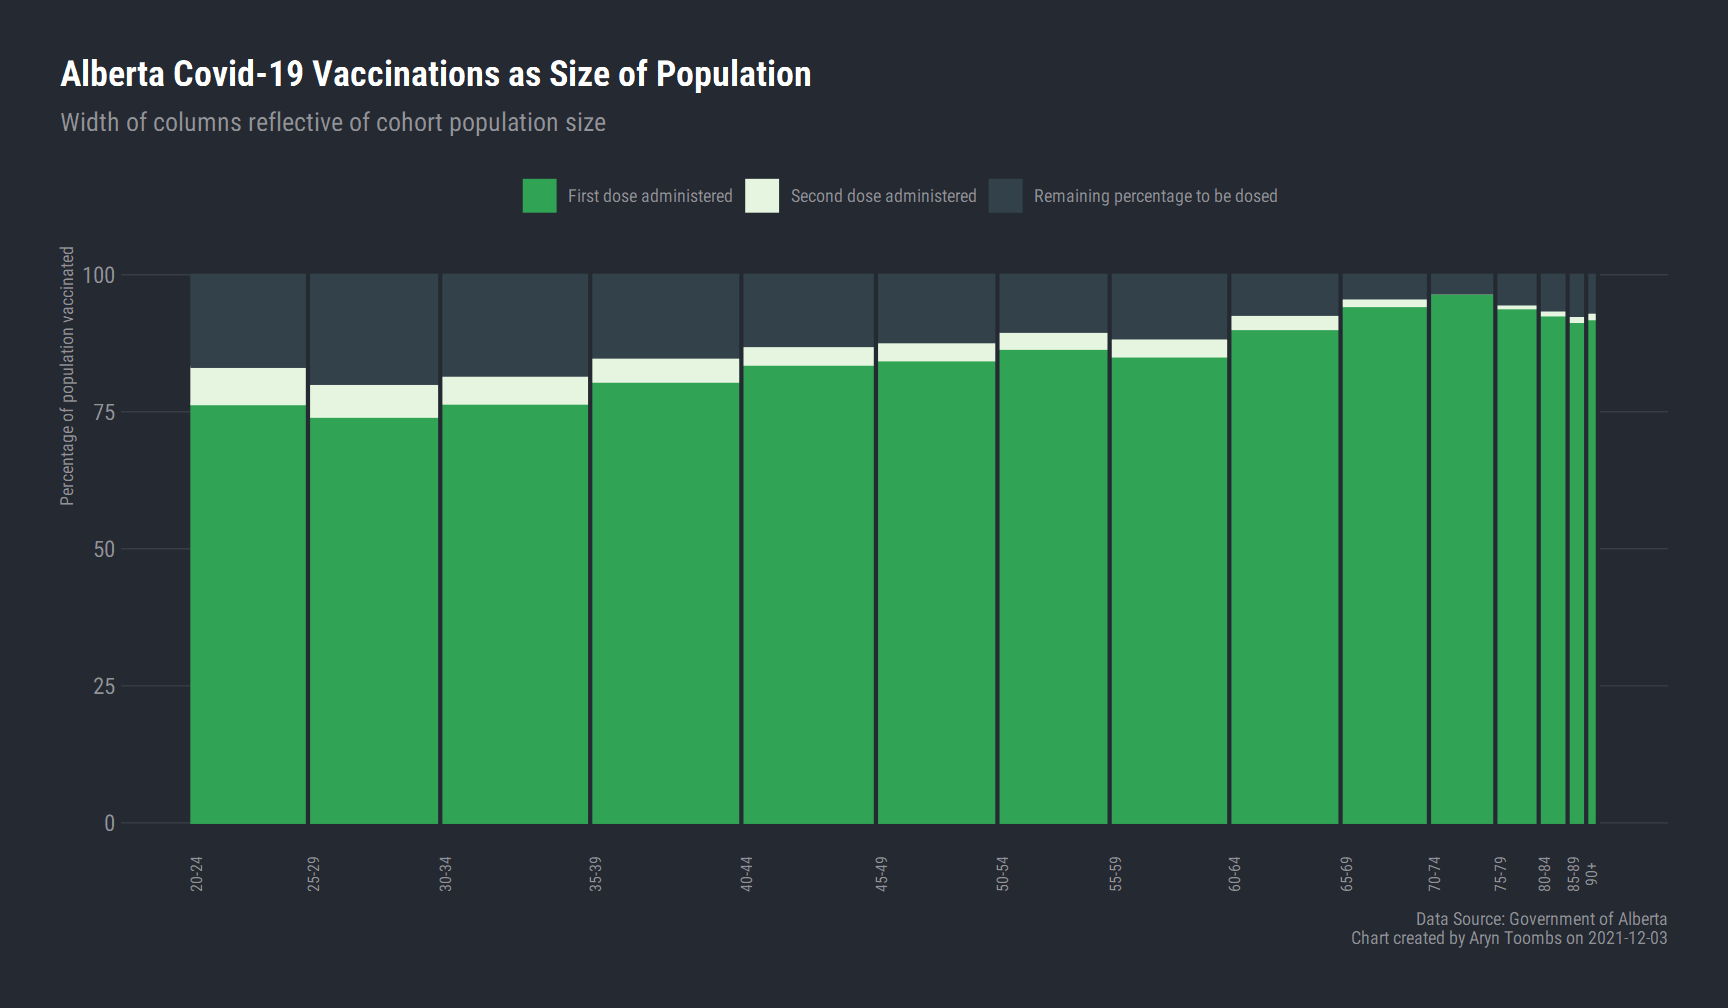 Alberta Covid-19 Vaccinations as Size of Population
Width of columns reflective of cohort population size
First dose administered
Second dose administered
Remaining percentage to be dosed
Percentage of population vaccinated
100
75
50
25
0
20-24
25-29
30-34
35-39
40-44
45-49
50-54
55-59
60-64
65-69
70-74
75-79
80-84
85-89
90+
Data Source: Government of Alberta
Chart created by Aryn Toombs on 2021-12-03